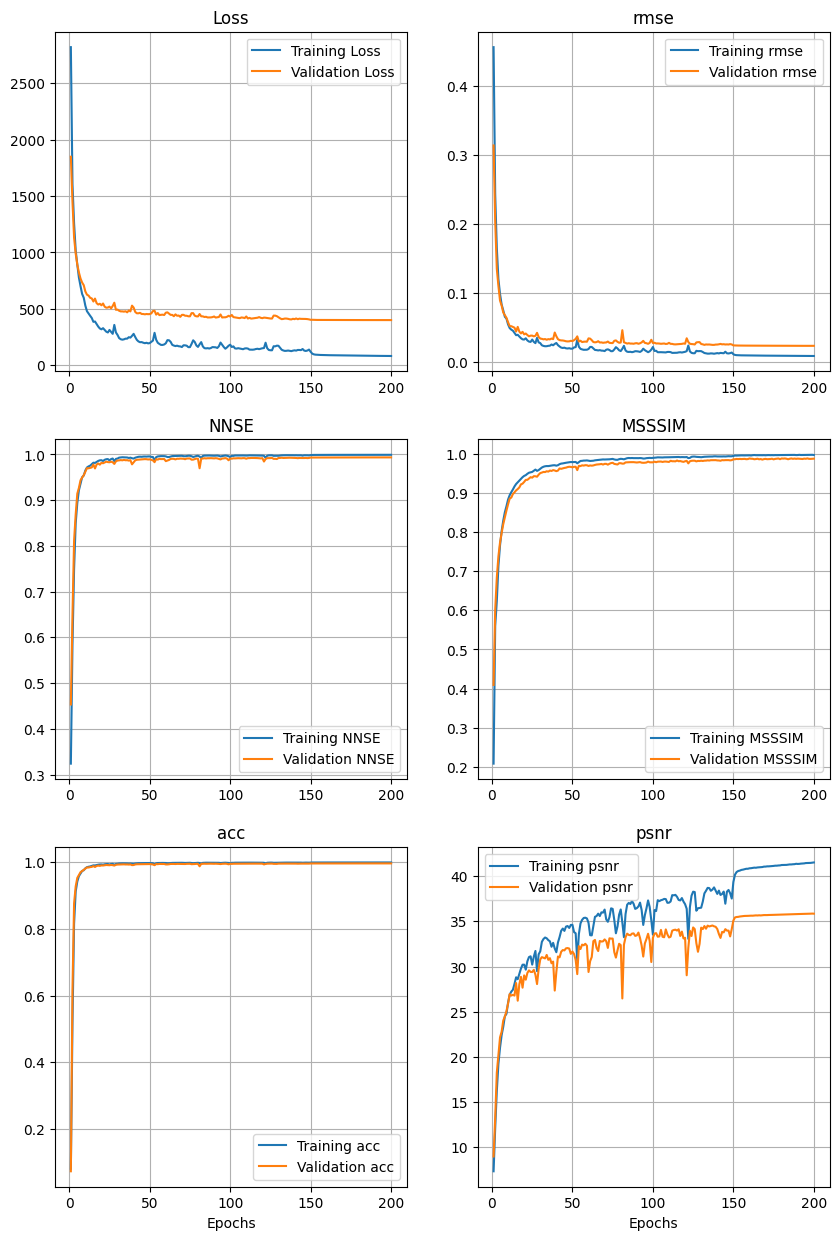 Loss
Training Loss
Validation Loss
2500
2000
1500
1000
500
0
0 50 100 150 200
rmse
Training rmse
Validation rmse
0.4
0.3
0.2
0.1
0.0
0 50 100 150 200
NNSE
1.0
0.9
0.8
0.7
0.6
0.5
0.4
0.3
Training NNSE
Validation NNSE
0 50 100 150 200
MSSSIM
1.0
0.9
0.8
0.7
0.6
0.5
0.4
0.3
0.2
Training MSSSIM
Validation MSSSIM
0 50 100 150 200
acc
1.0
0.8
0.6
0.4
0.2
Training acc
Validation acc
0 50 100 150 200
Epochs
psnr
Training psnr
Validation psnr
40
35
30
25
20
15
10
0 50 100 150 200
Epochs